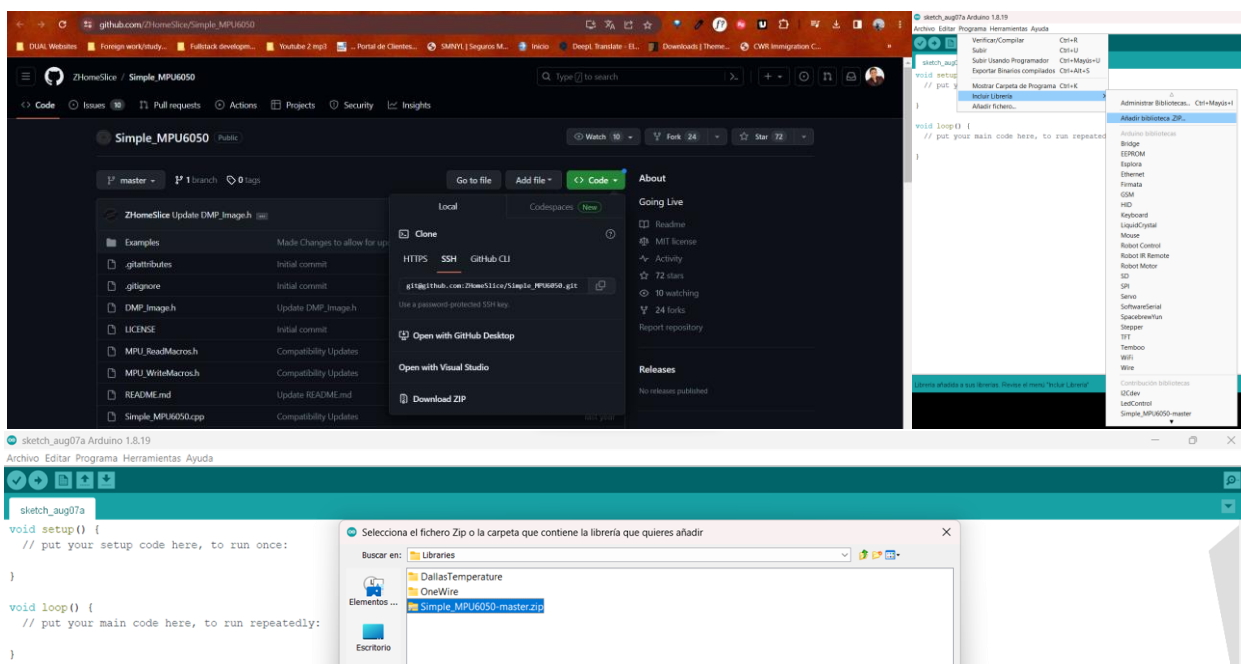 github.com/ZHomeSlice/Simple_MPU6050
DUAL Websites
Foreign work/study...
Fullstack developm...
Youtube 2 mp3
... Portal de Clientes...
SMNYL | Seguros M...
Inicio
DeepL Translate - El...
Downloads | Theme...
CWR Immigration C...
ZHomeSlice / Simple_MPU6050
Type / to search
Code
Issues 10
Pull requests
Actions
Projects
Security
Insights
Simple_MPU6050 Public
Watch 10
Fork 24
Star 72
master
1 branch
0 tags
Go to file
Add file
Code
ZHomeSlice Update DMP_Image.h
Examples
Made Changes to allow for up
.gitattributes
Initial commit
.gitignore
Initial commit
DMP_Image.h
Update DMP_Image.h
LICENSE
Initial commit
MPU_ReadMacros.h
Compatibility Updates
MPU_WriteMacros.h
Compatibility Updates
README.md
Update README.md
Simple_MPU6050.cpp
Compatibility Updates
last year
Local
Codespaces New
Clone
HTTPS SSH GitHub CLI
git@github.com:ZHomeSlice/Simple_MPU6050.git
Use a password-protected SSH key.
Open with GitHub Desktop
Open with Visual Studio
Download ZIP
About
Going Live
Readme
MIT license
Activity
72 stars
10 watching
24 forks
Report repository
Releases
No releases published
sketch_aug07a Arduino 1.8.19
Archivo Editar Programa Herramientas Ayuda
Verificar/Compilar Ctrl+R
Subir Ctrl+U
Subir Usando Programador Ctrl+Mayús+U
Exportar Binarios compilados Ctrl+Alt+S
Mostrar Carpeta de Programa Ctrl+K
Incluir Librería
Añadir fichero...
sketch_aug
void setup
// put y
}
void loop() {
// put your main code here, to run repeated
}
Administrar Bibliotecas... Ctrl+Mayús+I
Añadir biblioteca .ZIP...
Arduino bibliotecas
Bridge
EEPROM
Esplora
Ethernet
Firmata
GSM
HID
Keyboard
LiquidCrystal
Mouse
Robot Control
Robot IR Remote
Robot Motor
SD
SPI
Servo
SoftwareSerial
SpacebrewYun
Stepper
TFT
Temboo
WiFi
Wire
Contribución bibliotecas
I2Cdev
LedControl
Simple_MPU6050-master
Librería añadida a sus librerías. Revise el menú "Incluir Librería"
sketch_aug07a Arduino 1.8.19
Archivo Editar Programa Herramientas Ayuda
sketch_aug07a
void setup() {
// put your setup code here, to run once:
}
void loop() {
// put your main code here, to run repeatedly:
}
Selecciona el fichero Zip o la carpeta que contiene la librería que quieres añadir
Buscar en: Libraries
Elementos ...
Escritorio
DallasTemperature
OneWire
Simple_MPU6050-master.zip